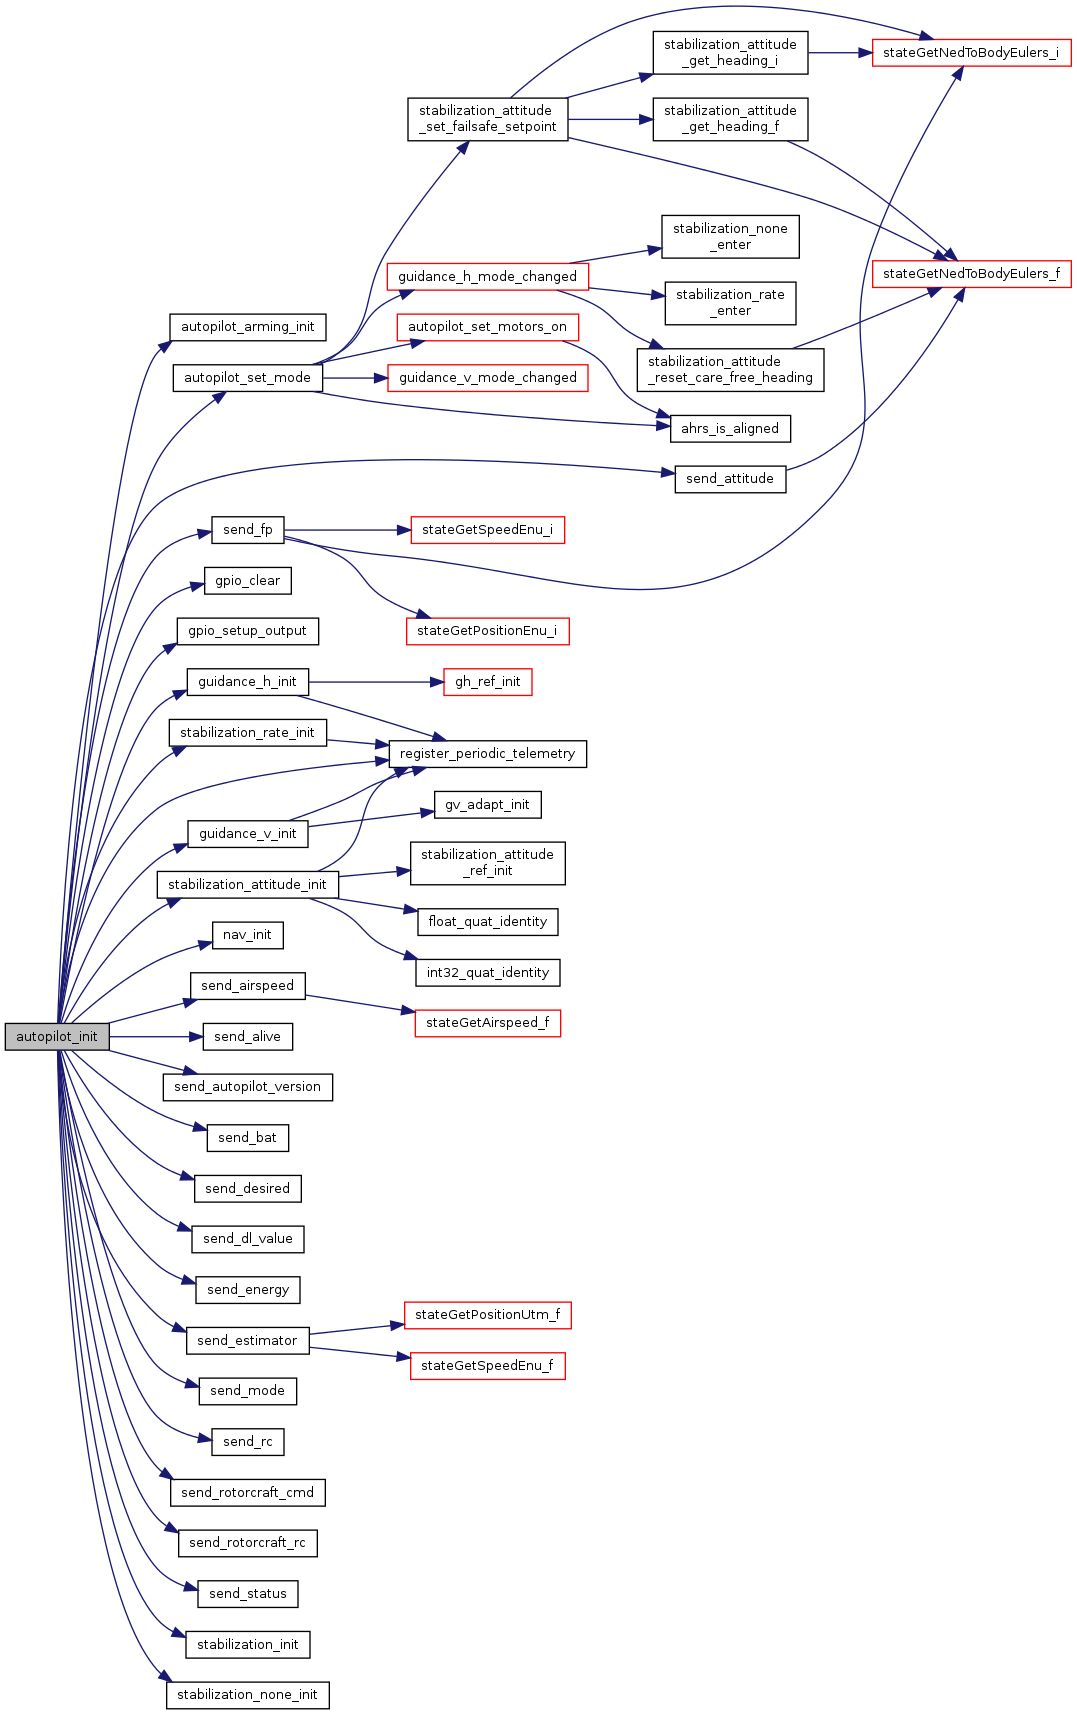 stabilization_attitude
_get_heading_i
stateGetNedToBodyEulers_i
stabilization_attitude
_set_failsafe_setpoint
stabilization_attitude
_get_heading_f
stabilization_none
_enter
guidance_h_mode_changed
stateGetNedToBodyEulers_f
stabilization_rate
_enter
autopilot_arming_init
autopilot_set_motors_on
stabilization_attitude
_reset_care_free_heading
autopilot_set_mode
guidance_v_mode_changed
ahrs_is_aligned
send_attitude
send_fp
stateGetSpeedEnu_i
gpio_clear
gpio_setup_output
stateGetPositionEnu_i
guidance_h_init
gh_ref_init
stabilization_rate_init
register_periodic_telemetry
gv_adapt_init
guidance_v_init
stabilization_attitude
_ref_init
stabilization_attitude_init
float_quat_identity
nav_init
int32_quat_identity
send_airspeed
stateGetAirspeed_f
autopilot_init
send_alive
send_autopilot_version
send_bat
send_desired
send_dl_value
send_energy
stateGetPositionUtm_f
send_estimator
stateGetSpeedEnu_f
send_mode
send_rc
send_rotorcraft_cmd
send_rotorcraft_rc
send_status
stabilization_init
stabilization_none_init